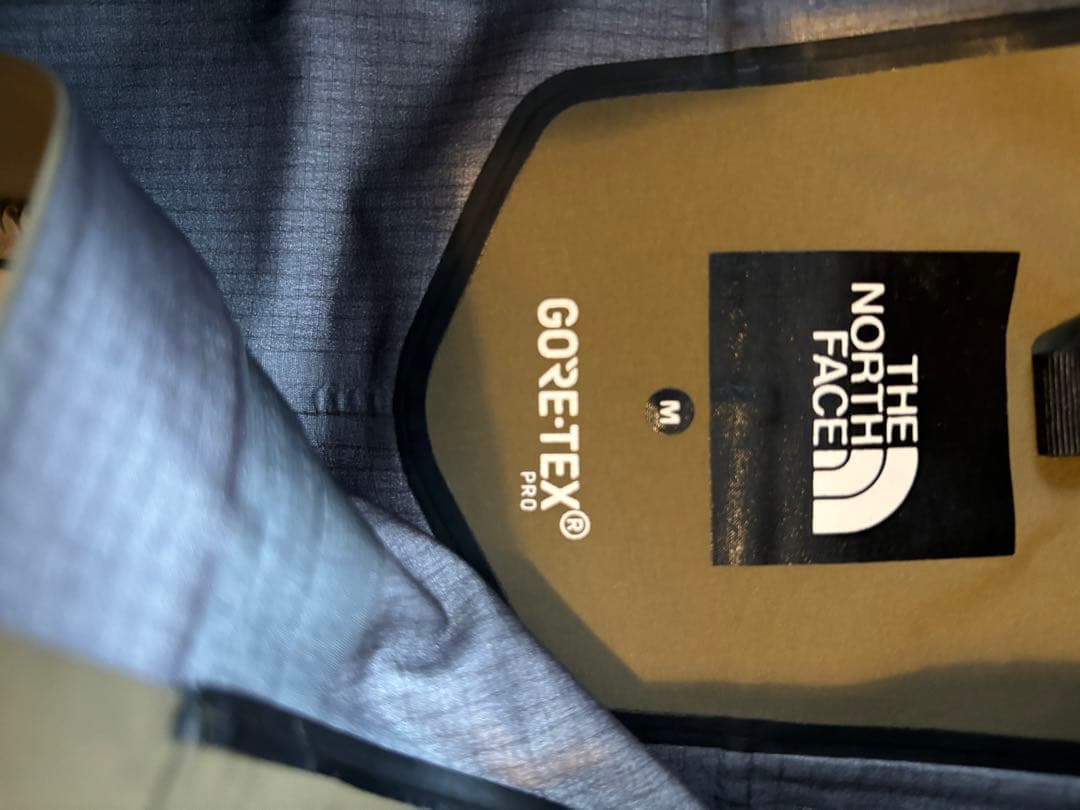 THE
NORTH
FACE
M
GORE-TEX®
PRO